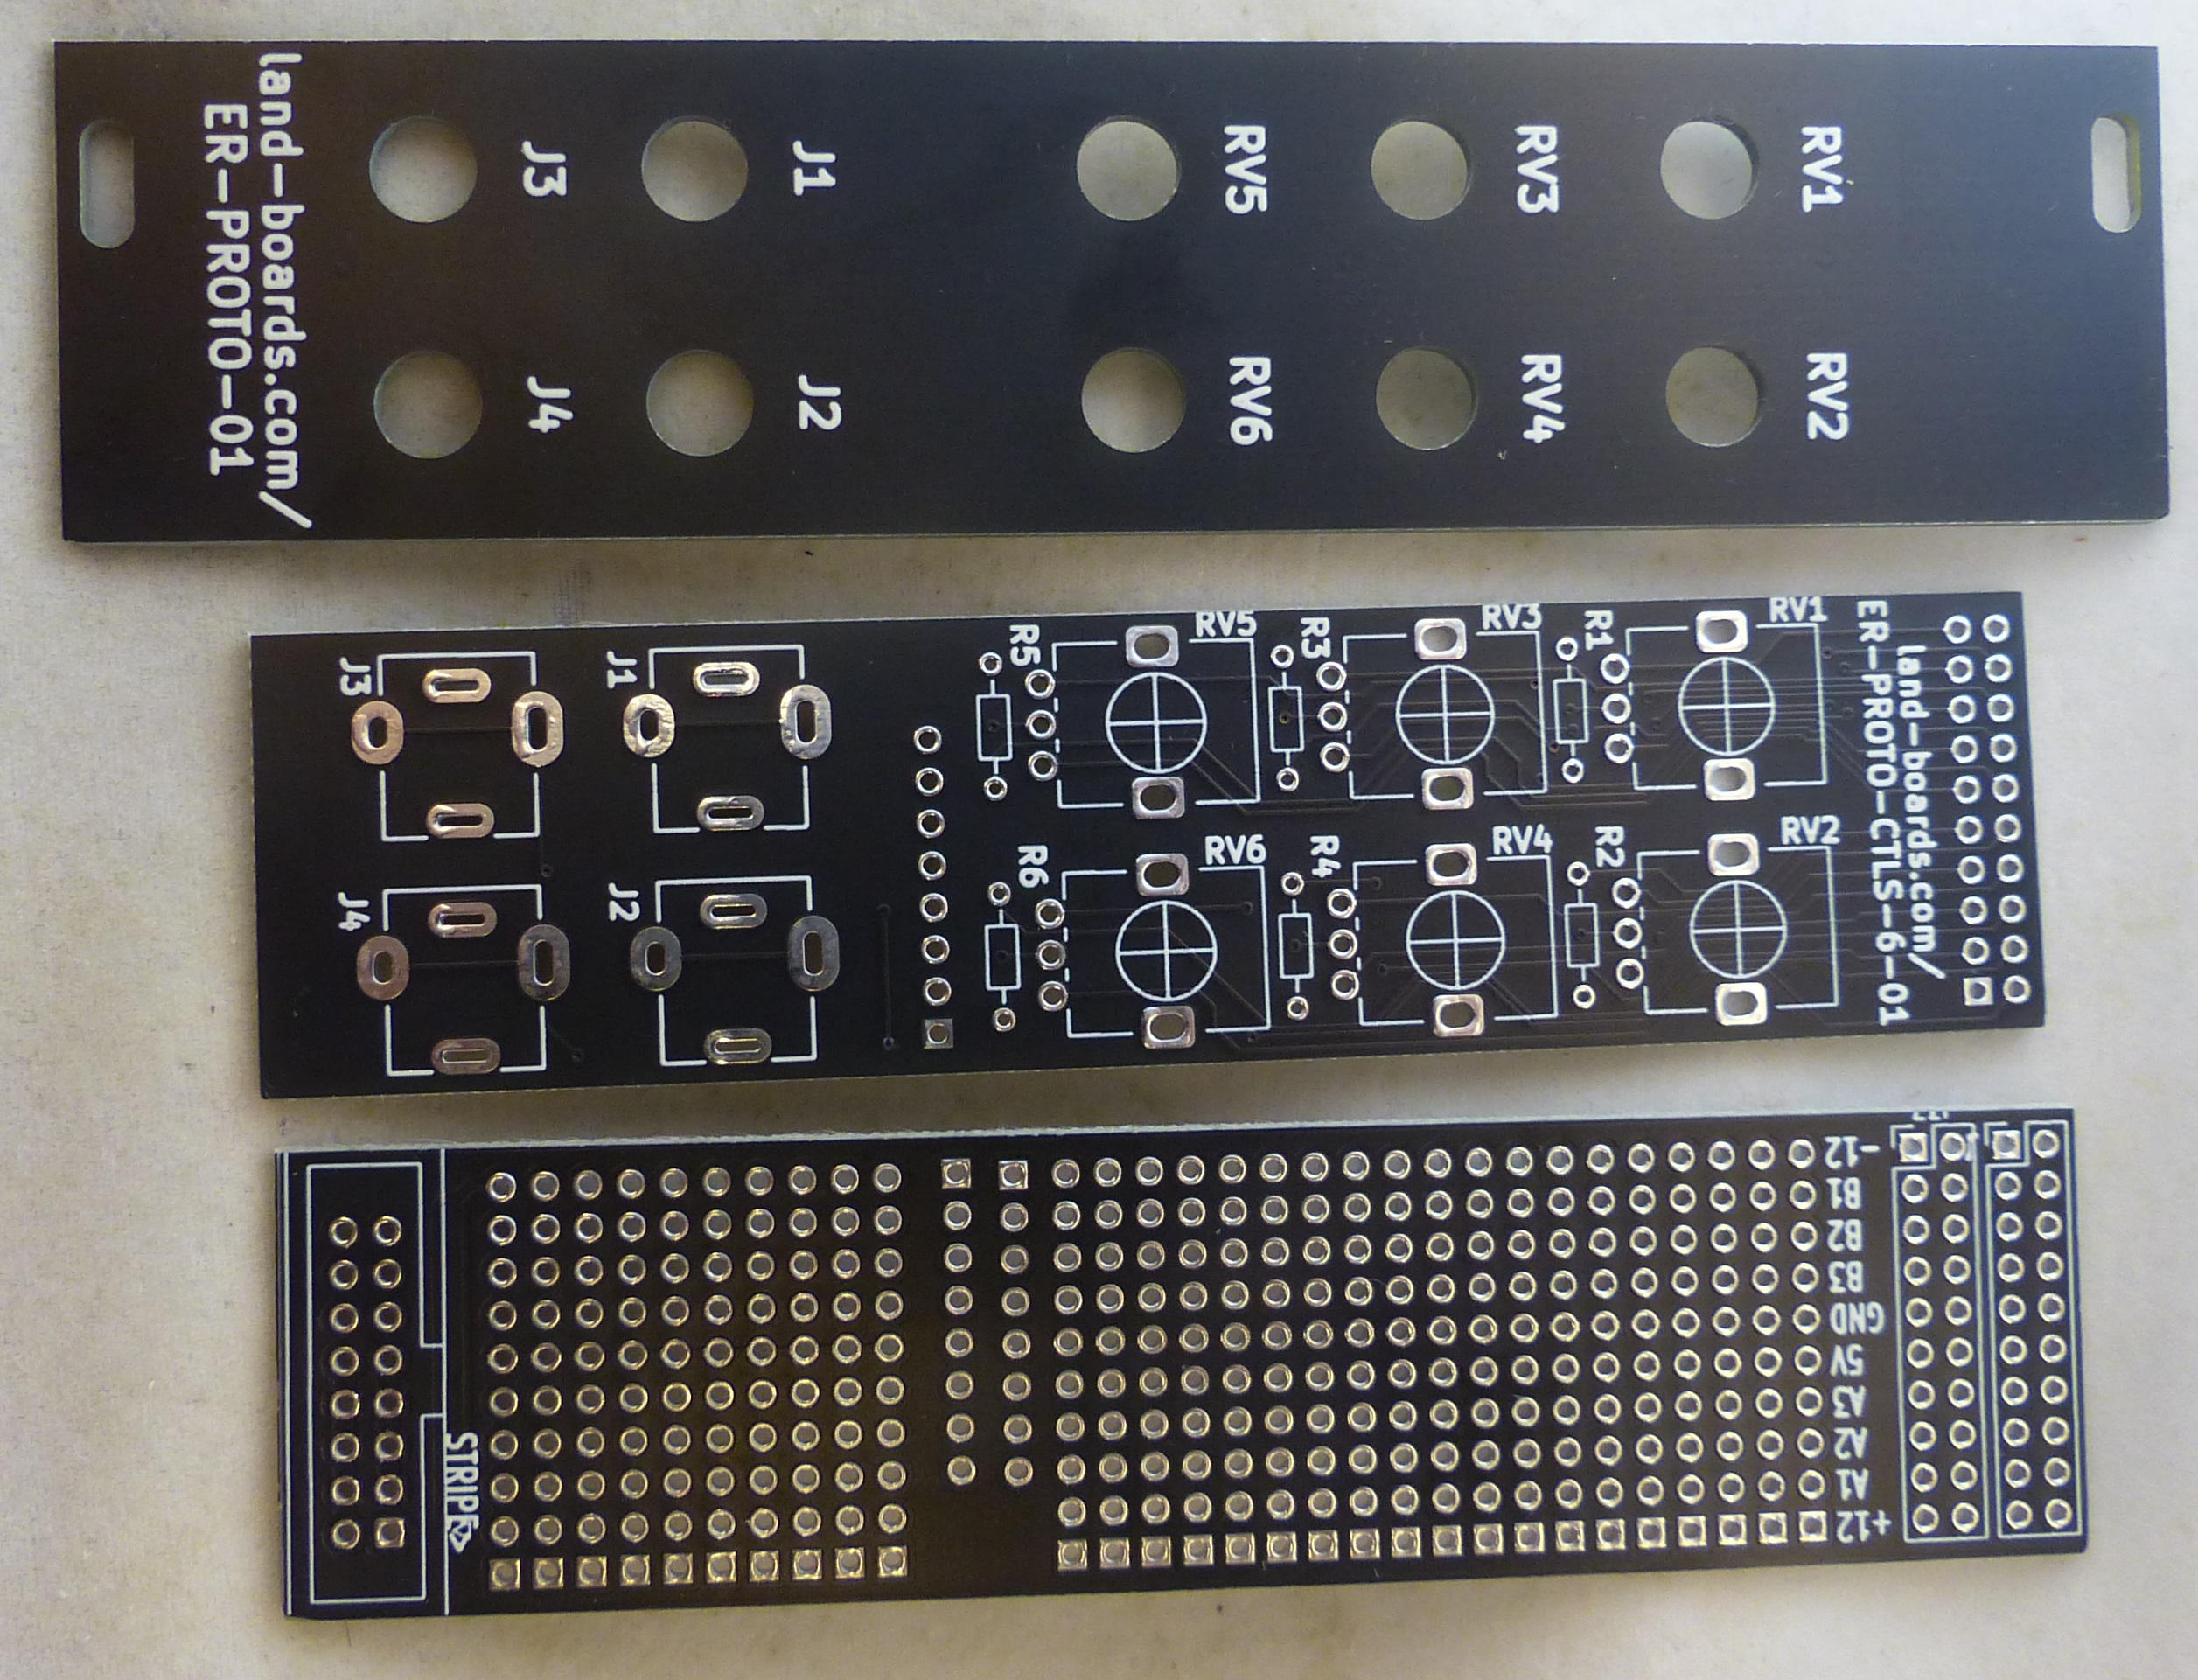 RV1
RV2
RV3
RV4
RV5
RV6
J1
J2
J3
J4
land-boards.com/
ER-PROTO-01
land-boards.com/
ER-PROTO-CTLS-6-01
RV1
RV2
R1
R2
RV3
RV4
R3
R4
RV5
RV6
R5
R6
J1
J2
J3
J4
-12
B1
B2
B3
GND
5V
A3
A2
A1
+12
STRIPE